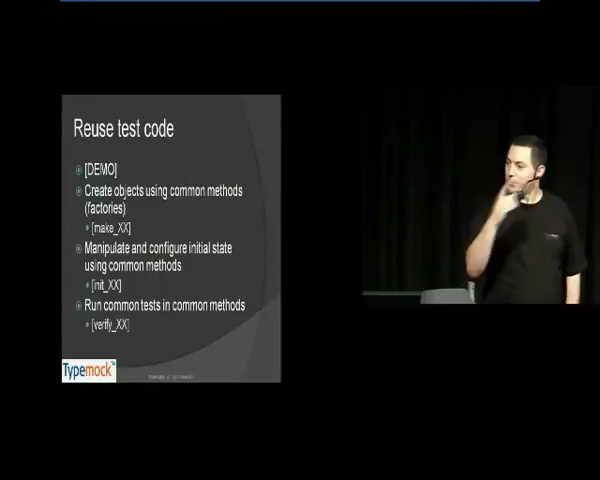 Reuse test code
[DEMO]
Create objects using common methods
(factories)
[make_XX]
Manipulate and configure initial state
using common methods
[init_XX]
Run common tests in common methods
[verify_XX]
Typemock